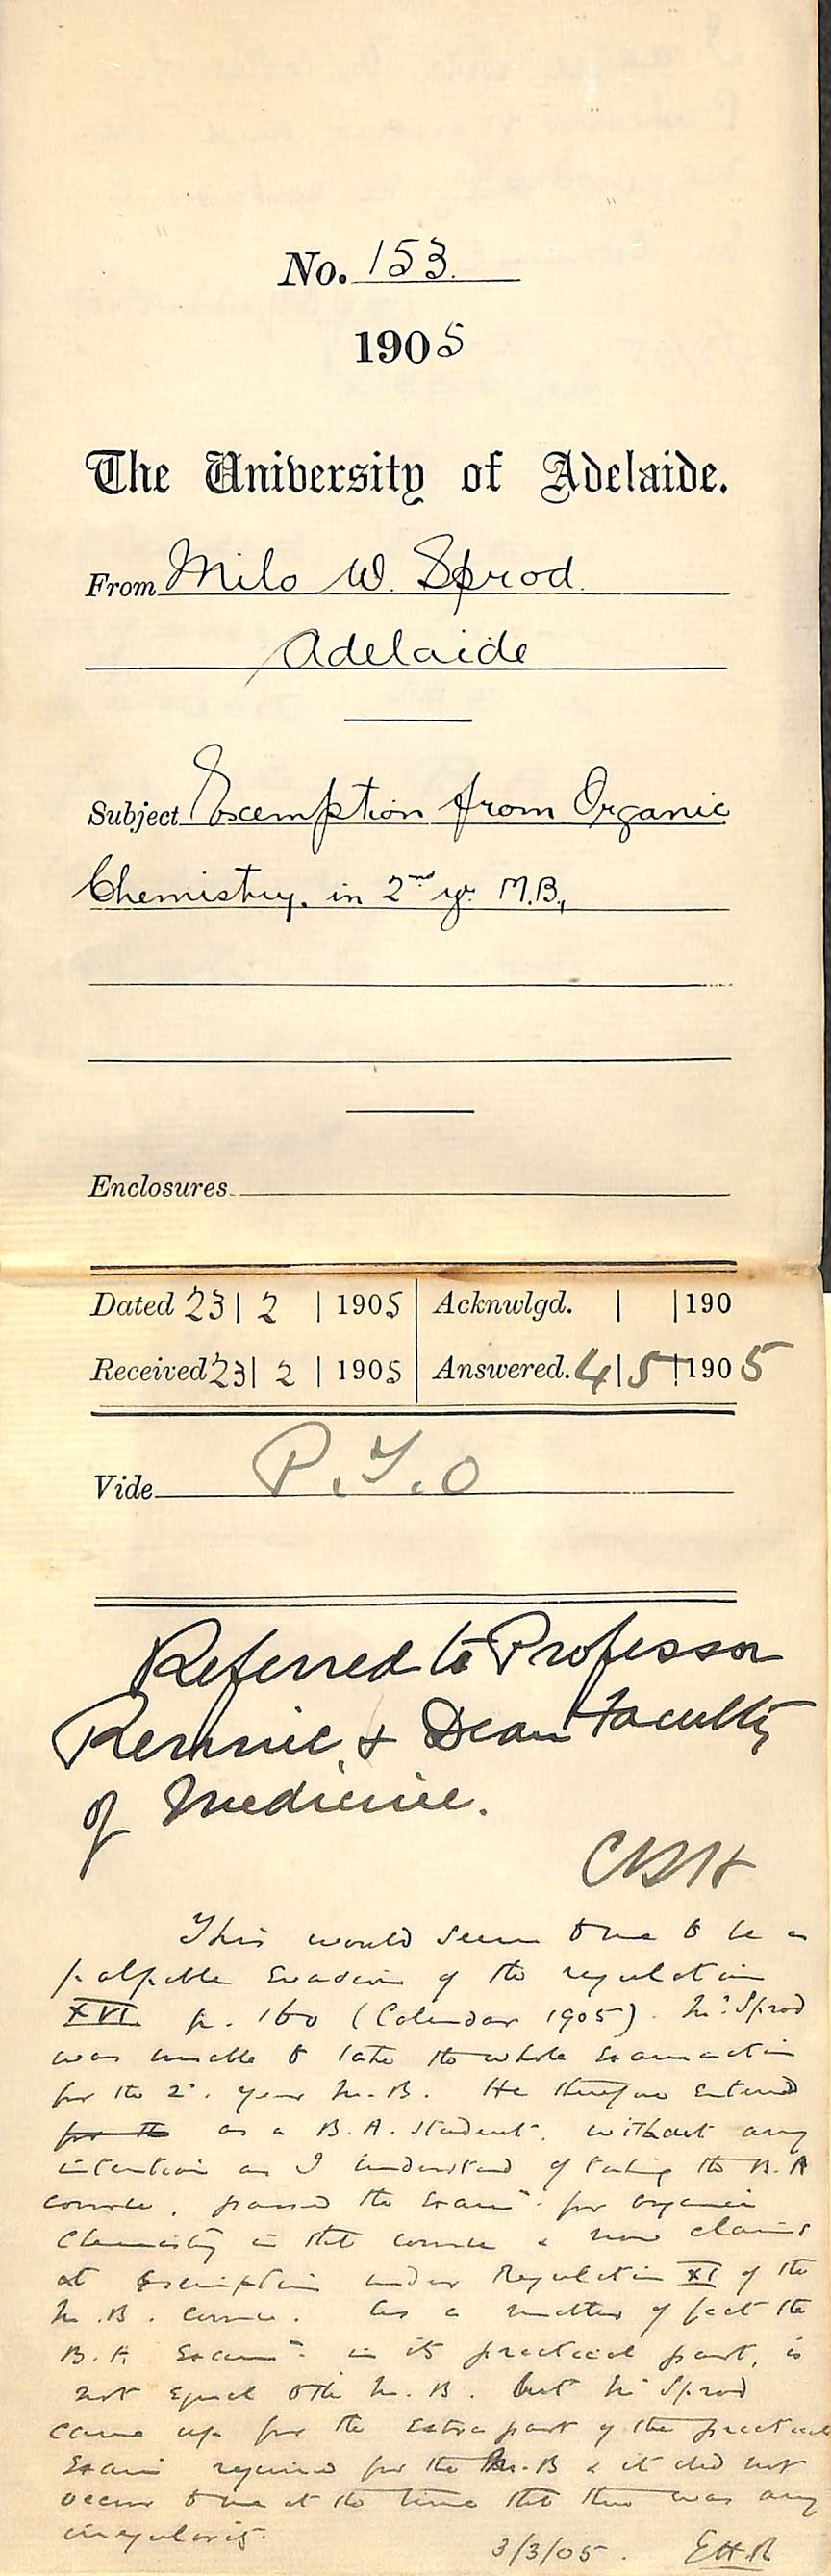 No. 153.
1905
The University of Adelaide.
From Milo W. Sprod.
Adelaide
Subject Exemption from Organic
Chemistry. in 2nd yr. M.B.,
Enclosures
Dated 23 | 2 | 1905 Acknwlgd. | | 190
Received 23 | 2 | 1905 Answered. 4 | 5 | 1905
Vide P.T.O
Referred to Professor
Rennie. & Dean Faculty
of Medicine.
This would seem to me to be a
palpable evasion of the regulation
XVI. p. 160 (Calendar 1905). Mr. Sprod
was unable to take the whole examination
for the 2d. year M.B. He therefore entered
for the as a B.A. student, without any
intention as I understand of taking the B.A
course, passed the Examn. for organic
Chemistry in that course & now claims
exemption under Regulation XI of the
M.B. course. As a matter of fact the
B.A. Examn. in its practical part, is
not equal to the M.B. but Mr Sprod
came up for the extra part of the practical
Exam required for the M.B & it did not
occur to me at the time that there was any
irregularity.
3/3/05. EHR